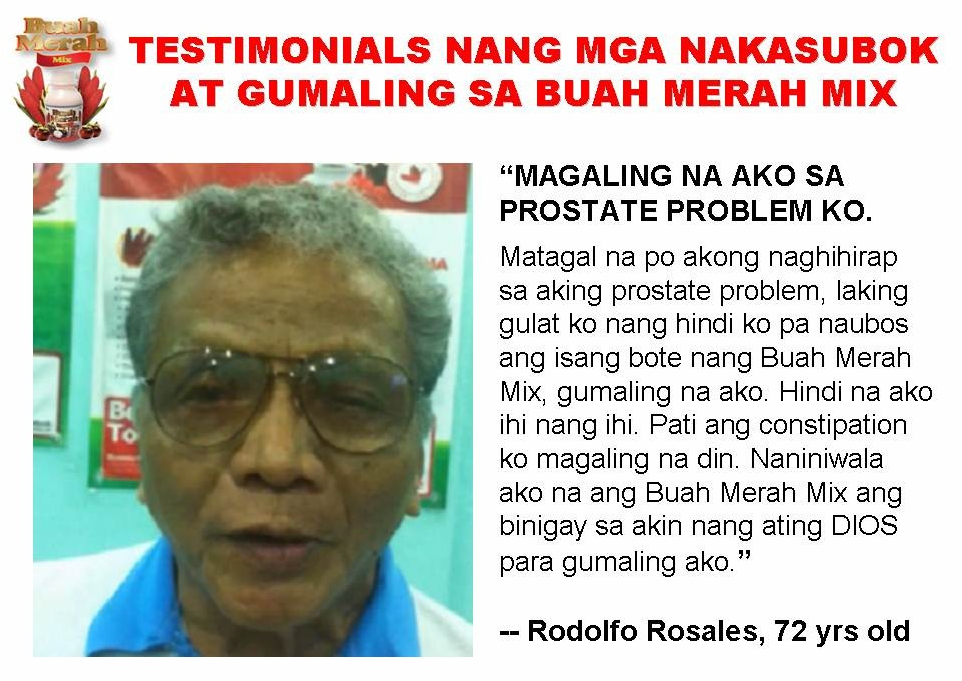 Buah
Merah
Mix
TESTIMONIALS NANG MGA NAKASUBOK
AT GUMALING SA BUAH MERAH MIX
“MAGALING NA AKO SA
PROSTATE PROBLEM KO.
Matagal na po akong naghihirap
sa aking prostate problem, laking
gulat ko nang hindi ko pa naubos
ang isang bote nang Buah Merah
Mix, gumaling na ako. Hindi na ako
ihi nang ihi. Pati ang constipation
ko magaling na din. Naniniwala
ako na ang Buah Merah Mix ang
binigay sa akin nang ating DIOS
para gumaling ako.”
-- Rodolfo Rosales, 72 yrs old